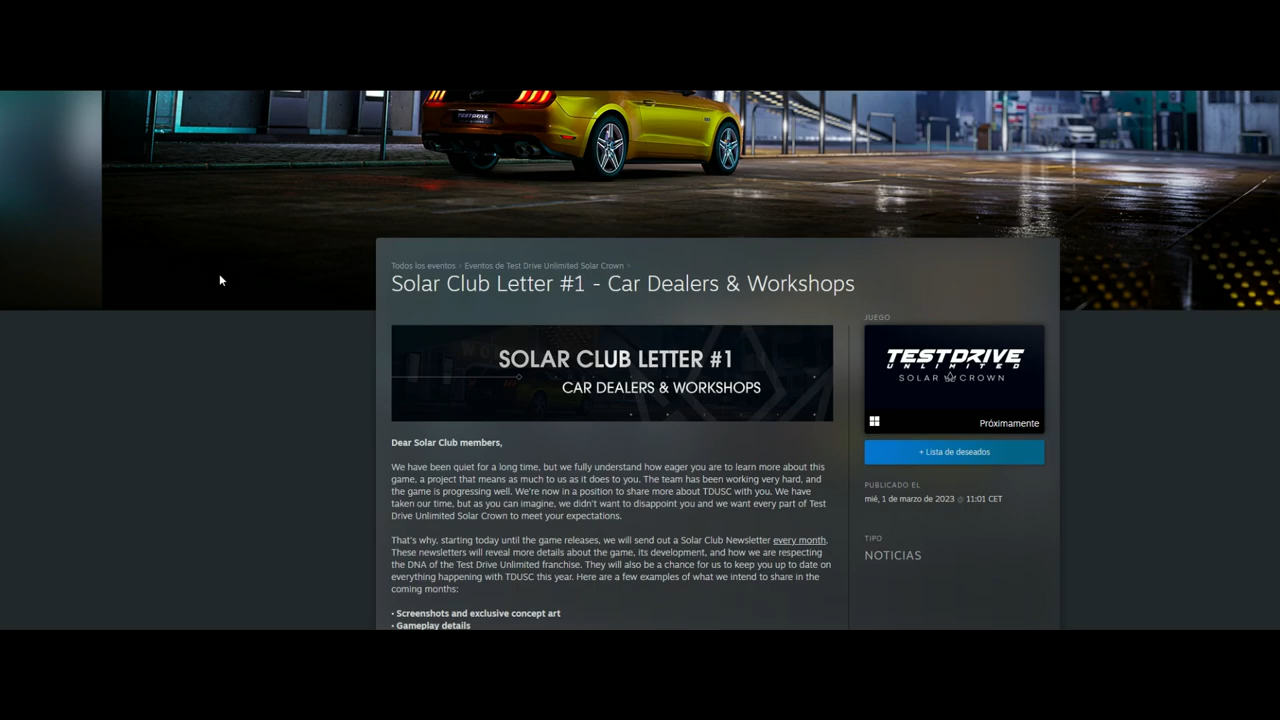 TESTDRIVE
Todos los eventos > Eventos de Test Drive Unlimited Solar Crown >
Solar Club Letter #1 - Car Dealers & Workshops
SOLAR CLUB LETTER #1
CAR DEALERS & WORKSHOPS
Dear Solar Club members,
We have been quiet for a long time, but we fully understand how eager you are to learn more about this
game, a project that means as much to us as it does to you. The team has been working very hard, and
the game is progressing well. We're now in a position to share more about TDUSC with you. We have
taken our time, but as you can imagine, we didn't want to disappoint you and we want every part of Test
Drive Unlimited Solar Crown to meet your expectations.
That's why, starting today until the game releases, we will send out a Solar Club Newsletter every month.
These newsletters will reveal more details about the game, its development, and how we are respecting
the DNA of the Test Drive Unlimited franchise. They will also be a chance for us to keep you up to date on
everything happening with TDUSC this year. Here are a few examples of what we intend to share in the
coming months:
• Screenshots and exclusive concept art
• Gameplay details
JUEGO
TEST DRIVE
UNLIMITED
SOLAR CROWN
Próximamente
+ Lista de deseados
PUBLICADO EL
mié, 1 de marzo de 2023 @ 11:01 CET
TIPO
NOTICIAS